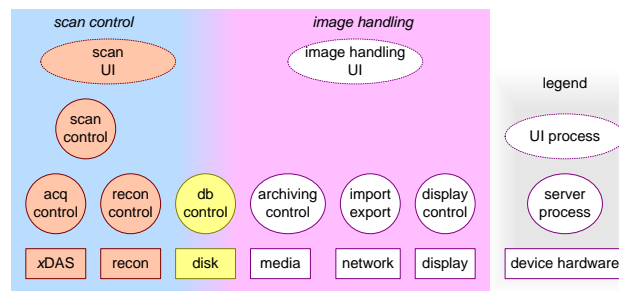 scan control
image handling
scan
UI
image handling
UI
legend
scan
control
UI process
acq
control
recon
control
db
control
archiving
control
import
export
display
control
server
process
xDAS
recon
disk
media
network
display
device hardware